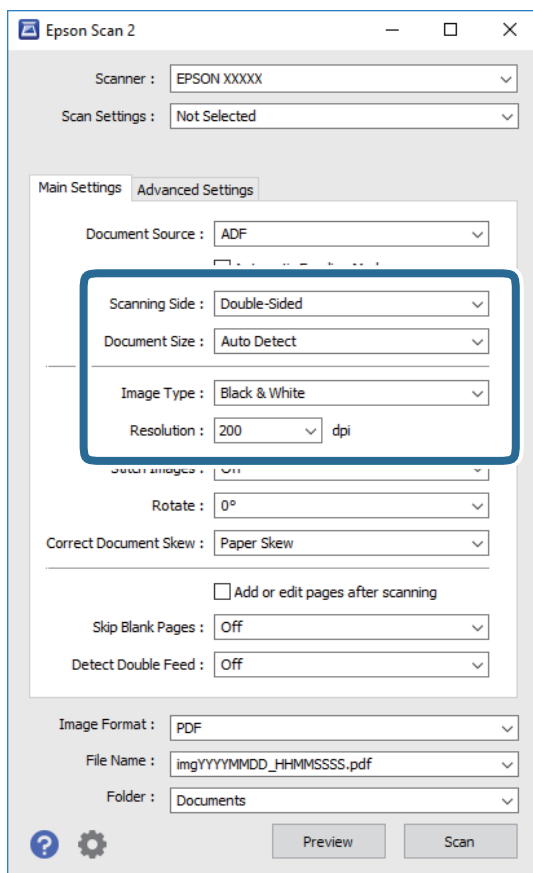 Epson Scan 2
Scanner : EPSON XXXXX
Scan Settings : Not Selected
Main Settings Advanced Settings
Document Source : ADF
Scanning Side : Double-Sided
Document Size : Auto Detect
Image Type : Black & White
Resolution : 200 dpi
Stitch Images : Off
Rotate : 0°
Correct Document Skew : Paper Skew
Add or edit pages after scanning
Skip Blank Pages : Off
Detect Double Feed : Off
Image Format : PDF
File Name : imgYYYYMMDD_HHMMSSSS.pdf
Folder : Documents
? Preview Scan